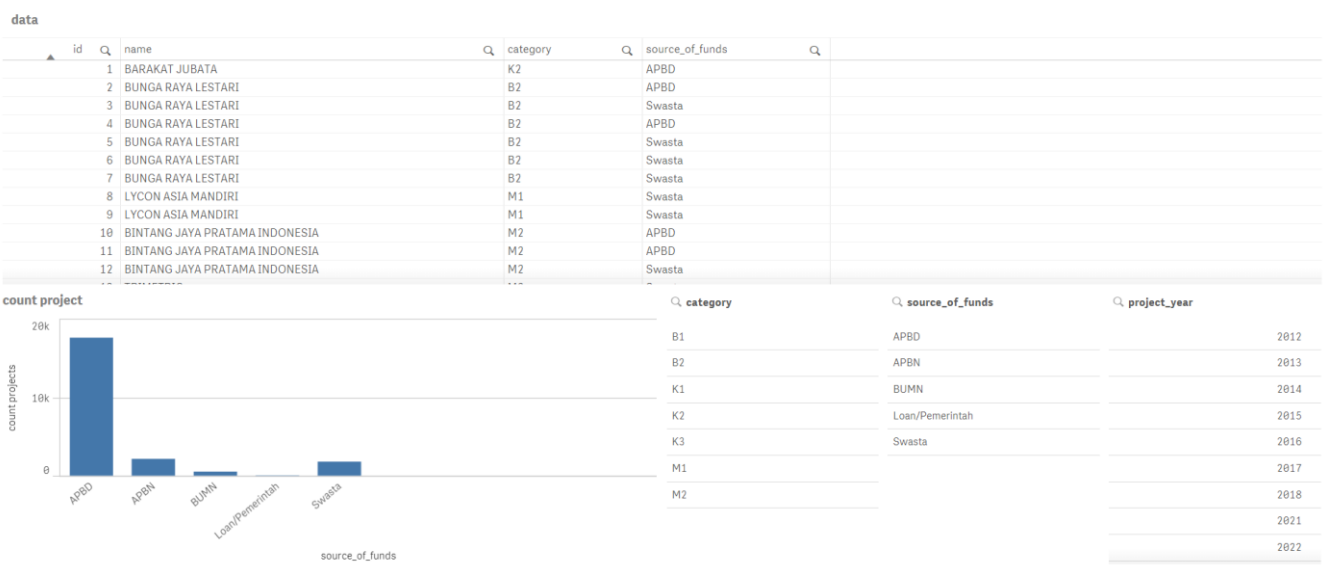 data
id name category source_of_funds
1 BARAKAT JUBATA K2 APBD
2 BUNGA RAYA LESTARI B2 APBD
3 BUNGA RAYA LESTARI B2 Swasta
4 BUNGA RAYA LESTARI B2 APBD
5 BUNGA RAYA LESTARI B2 Swasta
6 BUNGA RAYA LESTARI B2 Swasta
7 BUNGA RAYA LESTARI B2 Swasta
8 LYCON ASIA MANDIRI M1 Swasta
9 LYCON ASIA MANDIRI M1 Swasta
10 BINTANG JAYA PRATAMA INDONESIA M2 APBD
11 BINTANG JAYA PRATAMA INDONESIA M2 APBD
12 BINTANG JAYA PRATAMA INDONESIA M2 Swasta
count project
20k
10k
0
count projects
APBD
APBN
BUMN
Loan/Pemerintah
Swasta
source_of_funds
category
B1
B2
K1
K2
K3
M1
M2
source_of_funds
APBD
APBN
BUMN
Loan/Pemerintah
Swasta
project_year
2012
2013
2014
2015
2016
2017
2018
2021
2022